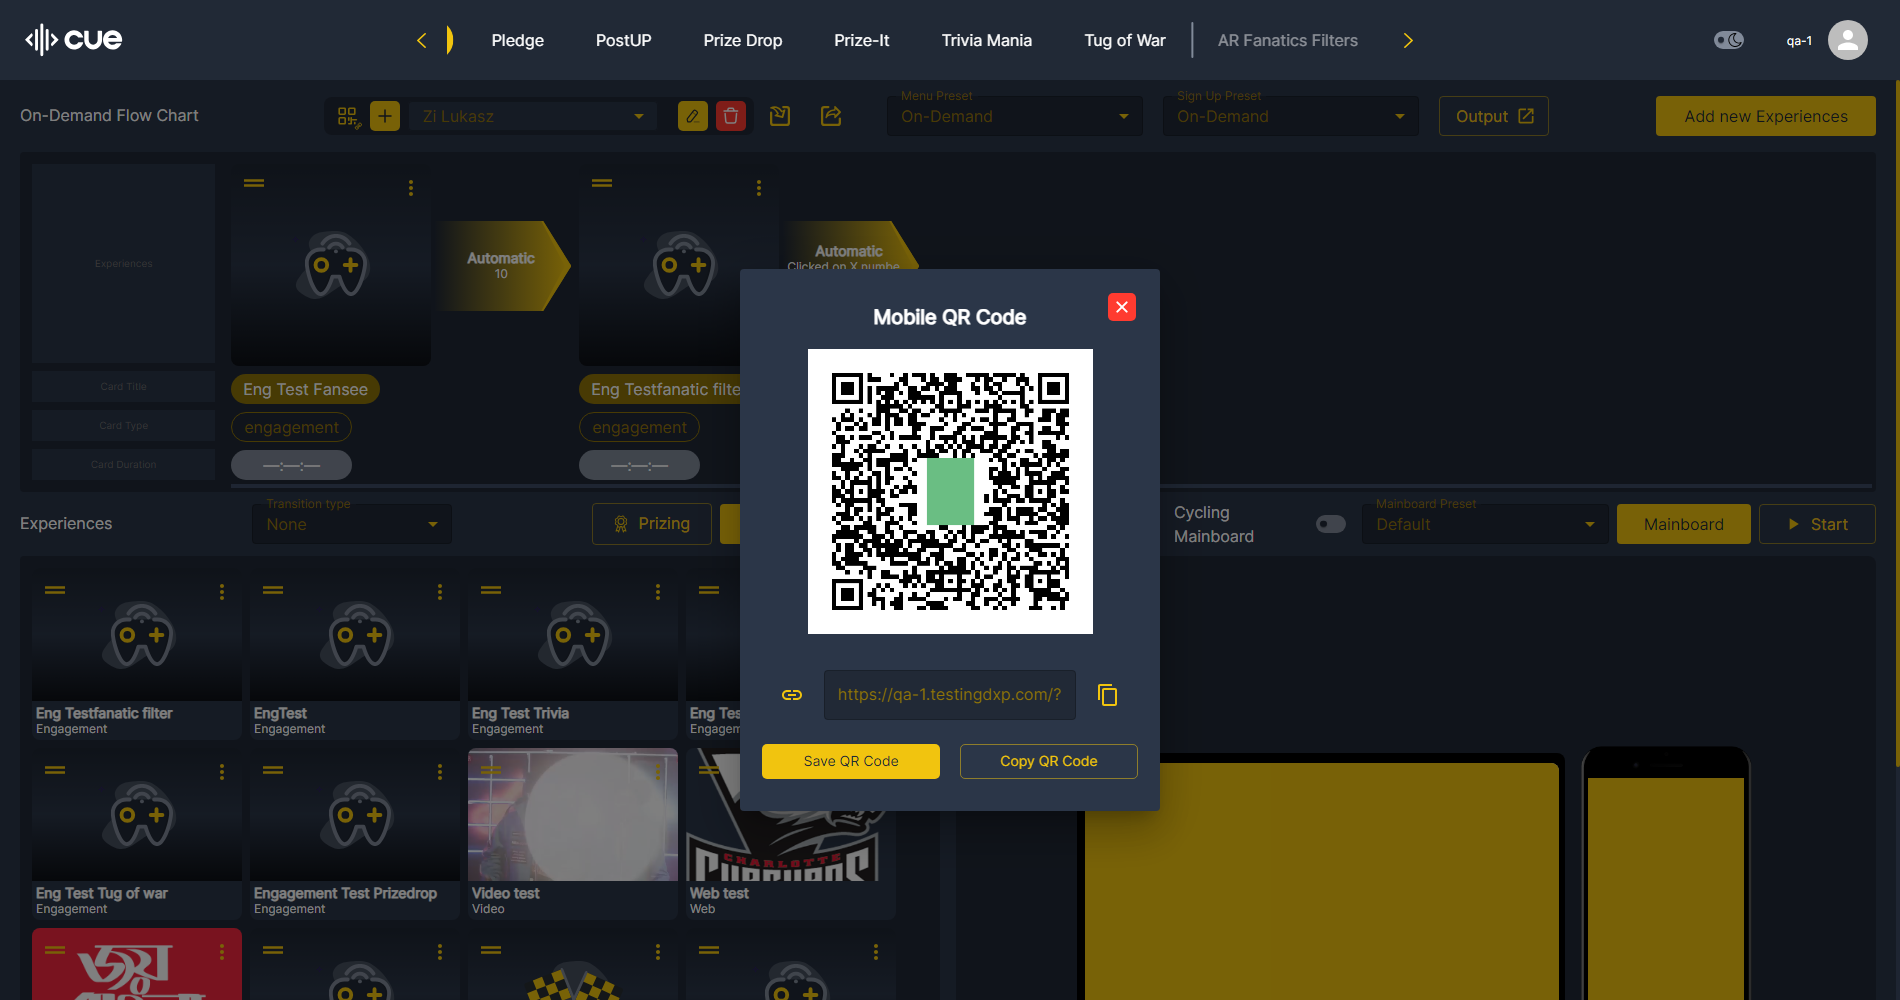 cue
Pledge
PostUP
Prize Drop
Prize-It
Trivia Mania
Tug of War
AR Fanatics Filters
qa-1
On-Demand Flow Chart
Zi Lukasz
Menu Preset
On-Demand
Sign Up Preset
On-Demand
Output
Add new Experiences
Experiences
Automatic
10
Automatic
Clicked on X numbe
Card Title
Eng Test Fansee
Eng Testfanatic filte
Card Type
engagement
engagement
Card Duration
—:—:—
—:—:—
Mobile QR Code
https://qa-1.testingdxp.com/?
Save QR Code
Copy QR Code
Experiences
Transition type
None
Prizing
Cycling
Mainboard
Mainboard Preset
Default
Mainboard
Start
Eng Testfanatic filter
Engagement
EngTest
Engagement
Eng Test Trivia
Engagement
Eng Tes
Engagem
Eng Test Tug of war
Engagement
Engagement Test Prizedrop
Engagement
Video test
Video
CHARLOTTE
Web test
Web
জয়